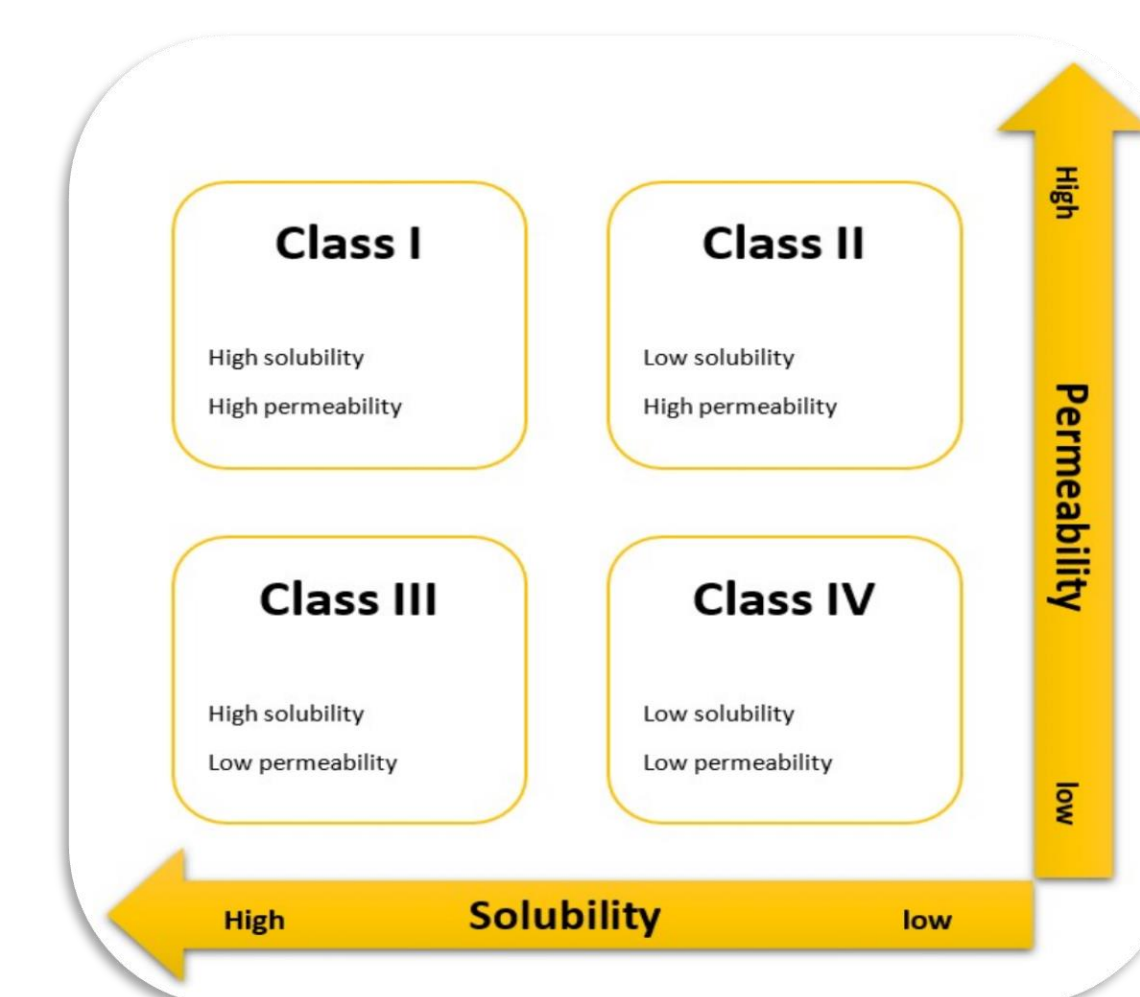 Class I
High solubility
High permeability
Class II
Low solubility
High permeability
Class III
High solubility
Low permeability
Class IV
Low solubility
Low permeability
High
Permeability
low
High Solubility low